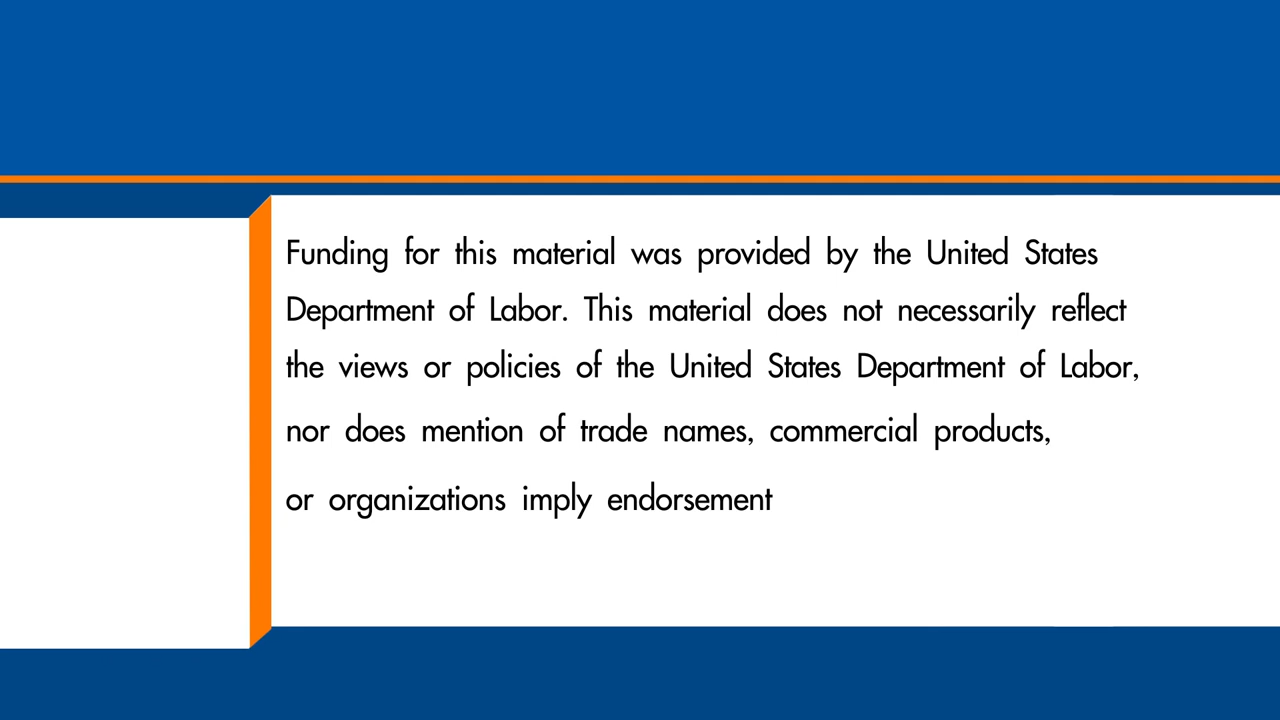 Funding for this material was provided by the United States
Department of Labor. This material does not necessarily reflect
the views or policies of the United States Department of Labor,
nor does mention of trade names, commercial products,
or organizations imply endorsement